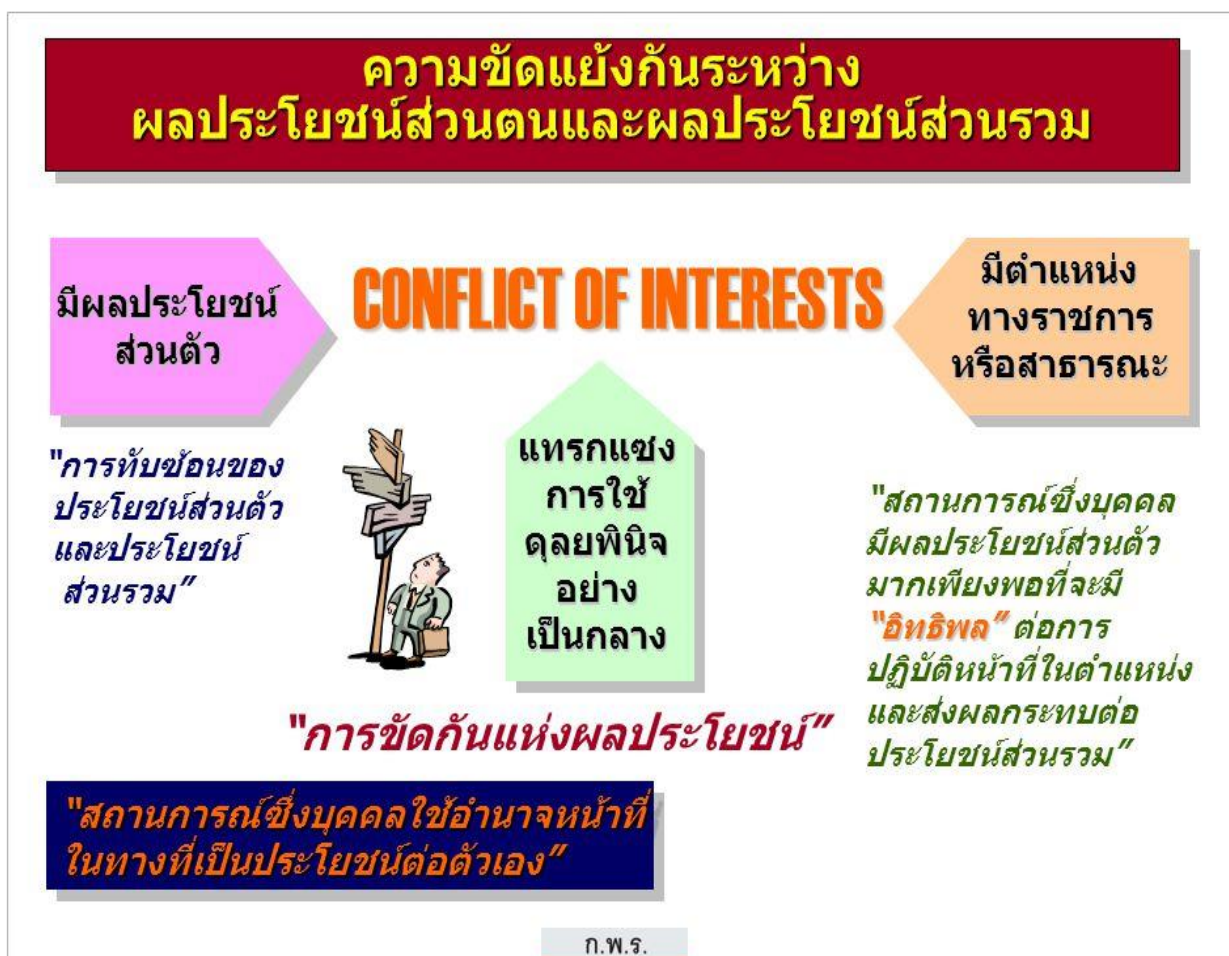 ความขัดแย้งกันระหว่าง
ผลประโยชน์ส่วนตนและผลประโยชน์ส่วนรวม
มีผลประโยชน์
ส่วนตัว
CONFLICT OF INTERESTS
มีตำแหน่ง
ทางราชการ
หรือสาธารณะ
"การทับซ้อนของ
ประโยชน์ส่วนตัว
และประโยชน์
ส่วนรวม"
แทรกแซง
การใช้
ดุลยพินิจ
อย่าง
เป็นกลาง
"สถานการณ์ซึ่งบุคคล
มีผลประโยชน์ส่วนตัว
มากเพียงพอที่จะมี
"อิทธิพล" ต่อการ
ปฏิบัติหน้าที่ในตำแหน่ง
และส่งผลกระทบต่อ
ประโยชน์ส่วนรวม"
"การขัดกันแห่งผลประโยชน์"
"สถานการณ์ซึ่งบุคคลใช้อำนาจหน้าที่
ในทางที่เป็นประโยชน์ต่อตัวเอง"
ก.พ.ร.